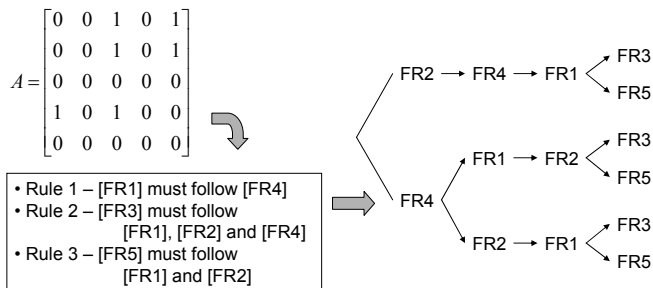 A =
0 0 1 0 1
0 0 1 0 1
0 0 0 0 0
1 0 1 0 0
0 0 0 0 0
• Rule 1 – [FR1] must follow [FR4]
• Rule 2 – [FR3] must follow
[FR1], [FR2] and [FR4]
• Rule 3 – [FR5] must follow
[FR1] and [FR2]
FR2 → FR4 → FR1
FR3
FR5
FR4
FR1 → FR2
FR3
FR5
FR2 → FR1
FR3
FR5